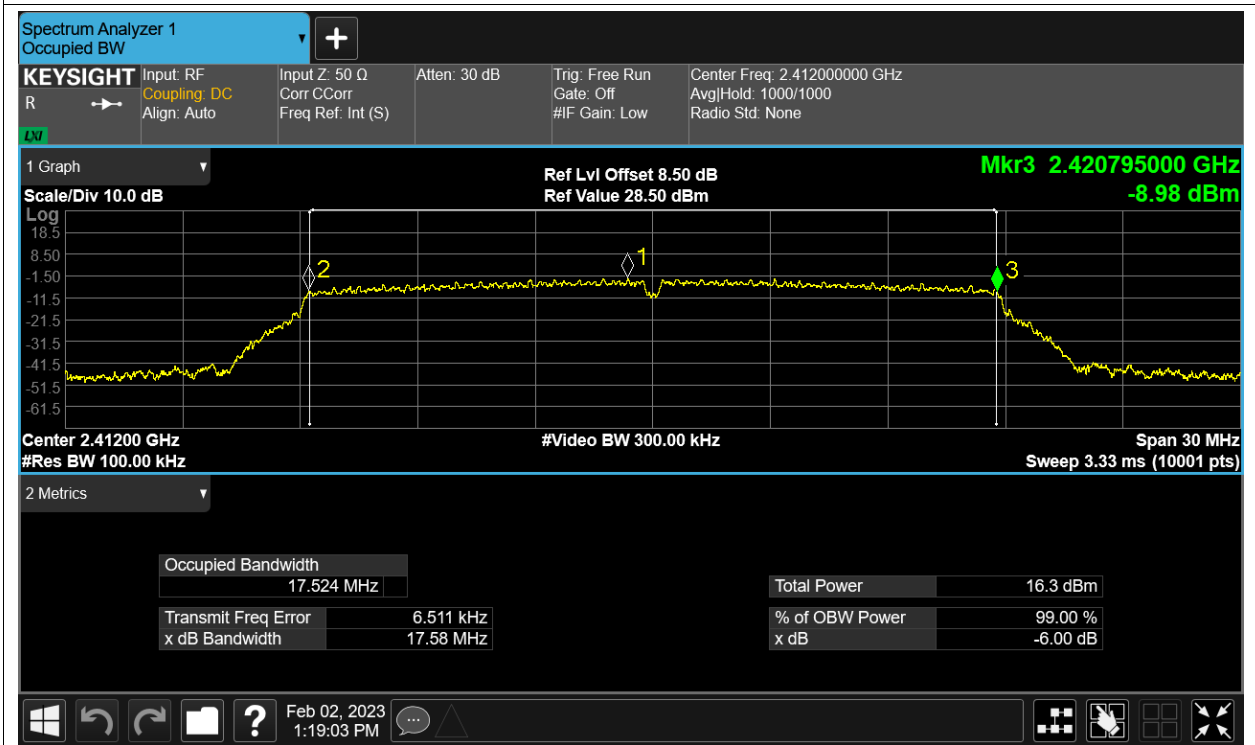 Spectrum Analyzer 1
Occupied BW
KEYSIGHT
R
LXI
Input: RF
Coupling: DC
Align: Auto
Input Z: 50 Ω
Corr CCorr
Freq Ref: Int (S)
Atten: 30 dB
Trig: Free Run
Gate: Off
#IF Gain: Low
Center Freq: 2.412000000 GHz
Avg|Hold: 1000/1000
Radio Std: None
1 Graph
Scale/Div 10.0 dB
Ref Lvl Offset 8.50 dB
Ref Value 28.50 dBm
Mkr3 2.420795000 GHz
-8.98 dBm
Log
18.5
8.50
-1.50
-11.5
-21.5
-31.5
-41.5
-51.5
-61.5
2
1
3
Center 2.41200 GHz
#Video BW 300.00 kHz
Span 30 MHz
#Res BW 100.00 kHz
Sweep 3.33 ms (10001 pts)
2 Metrics
Occupied Bandwidth
17.524 MHz
Transmit Freq Error 6.511 kHz
x dB Bandwidth 17.58 MHz
Total Power 16.3 dBm
% of OBW Power 99.00 %
x dB -6.00 dB
?
Feb 02, 2023
1:19:03 PM